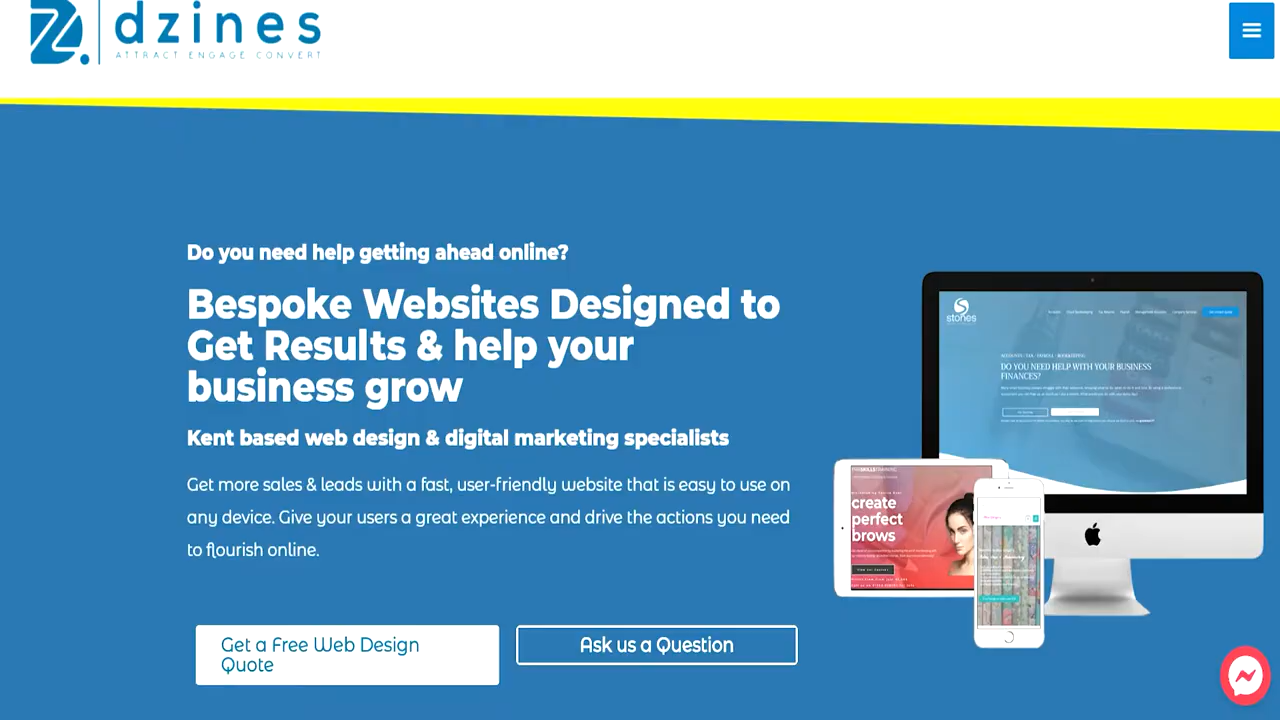 dzines
ATTRACT ENGAGE CONVERT
Do you need help getting ahead online?
Bespoke Websites Designed to
Get Results & help your
business grow
Kent based web design & digital marketing specialists
Get more sales & leads with a fast, user-friendly website that is easy to use on
any device. Give your users a great experience and drive the actions you need
to flourish online.
Get a Free Web Design
Quote
Ask us a Question
stones
DO YOU NEED HELP WITH YOUR BUSINESS
FINANCES?
create
perfect
brows